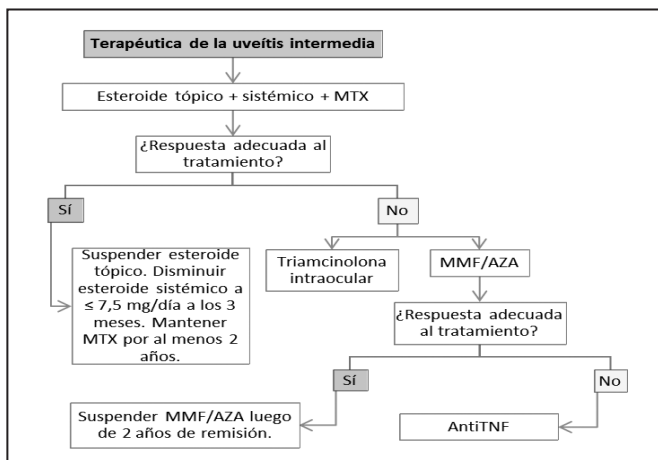 Terapéutica de la uveítis intermedia
Esteroide tópico + sistémico + MTX
¿Respuesta adecuada al
tratamiento?
Sí
No
Suspender esteroide
tópico. Disminuir
esteroide sistémico a
≤ 7,5 mg/día a los 3
meses. Mantener
MTX por al menos 2
años.
Triamcinolona
intraocular
MMF/AZA
¿Respuesta adecuada
al tratamiento?
Sí
No
Suspender MMF/AZA luego
de 2 años de remisión.
AntiTNF